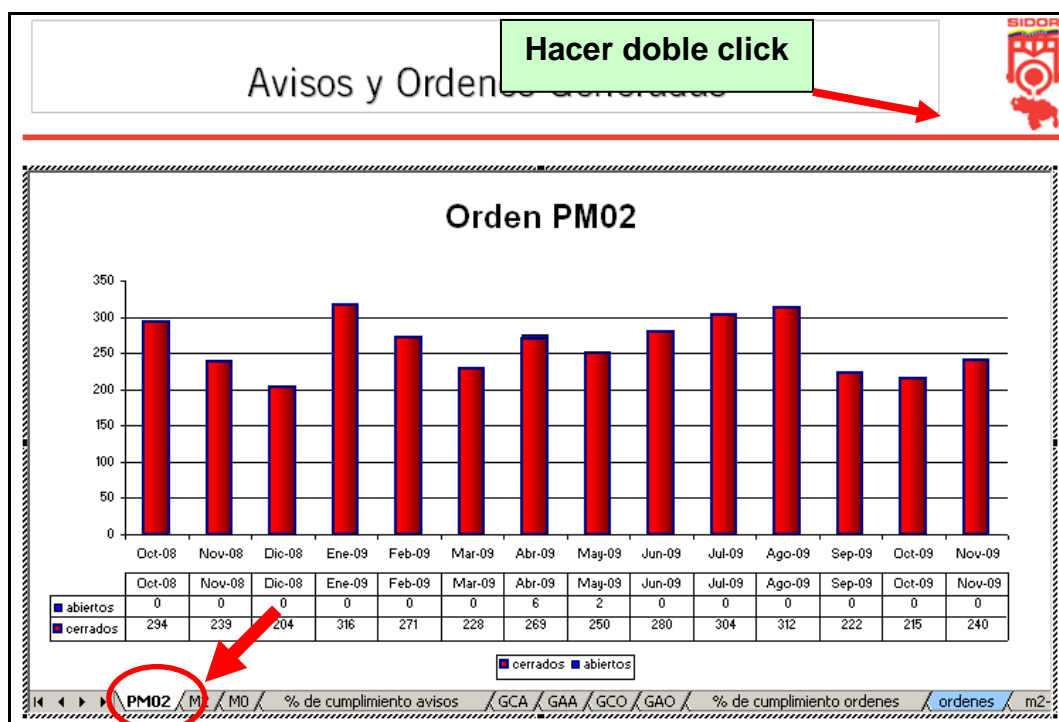 Hacer doble click
SIDOR
Avisos y Ordenes Generadas
Orden PM02
350
300
250
200
150
100
50
0
Oct-08 Nov-08 Dic-08 Ene-09 Feb-09 Mar-09 Abr-09 May-09 Jun-09 Jul-09 Ago-09 Sep-09 Oct-09 Nov-09
Oct-08 Nov-08 Dic-08 Ene-09 Feb-09 Mar-09 Abr-09 May-09 Jun-09 Jul-09 Ago-09 Sep-09 Oct-09 Nov-09
abiertos 0 0 0 0 0 0 6 2 0 0 0 0 0 0
cerrados 294 239 204 316 271 228 269 250 280 304 312 222 215 240
cerrados abiertos
PM02 M2 M0 % de cumplimiento avisos GCA GAA GCO GAO % de cumplimiento ordenes ordenes m2-